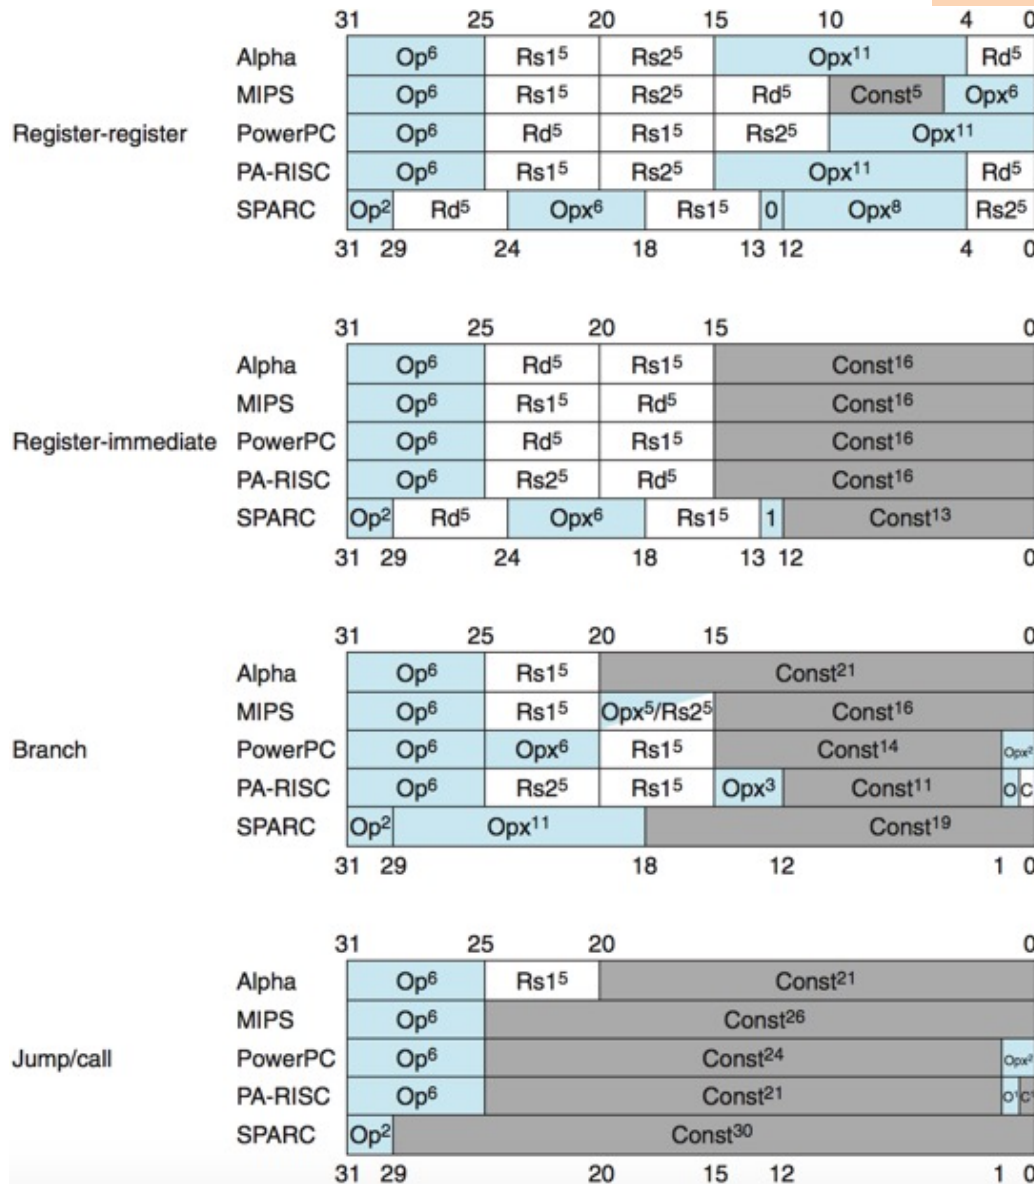 31 25 20 15 10 4 0
Alpha Op⁶ Rs1⁵ Rs2⁵ Opx¹¹ Rd⁵
MIPS Op⁶ Rs1⁵ Rs2⁵ Rd⁵ Const⁵ Opx⁶
Register-register PowerPC Op⁶ Rd⁵ Rs1⁵ Rs2⁵ Opx¹¹
PA-RISC Op⁶ Rs1⁵ Rs2⁵ Opx¹¹ Rd⁵
SPARC Op² Rd⁵ Opx⁶ Rs1⁵ 0 Opx⁸ Rs2⁵
31 29 24 18 13 12 4 0
31 25 20 15 0
Alpha Op⁶ Rd⁵ Rs1⁵ Const¹⁶
MIPS Op⁶ Rs1⁵ Rd⁵ Const¹⁶
Register-immediate PowerPC Op⁶ Rd⁵ Rs1⁵ Const¹⁶
PA-RISC Op⁶ Rs2⁵ Rd⁵ Const¹⁶
SPARC Op² Rd⁵ Opx⁶ Rs1⁵ 1 Const¹³
31 29 24 18 13 12 0
31 25 20 15 0
Alpha Op⁶ Rs1⁵ Const²¹
MIPS Op⁶ Rs1⁵ Opx⁵/Rs2⁵ Const¹⁶
Branch PowerPC Op⁶ Opx⁶ Rs1⁵ Const¹⁴ Opx²
PA-RISC Op⁶ Rs2⁵ Rs1⁵ Opx³ Const¹¹ O C
SPARC Op² Opx¹¹ Const¹⁹
31 29 18 12 1 0
31 25 20 0
Alpha Op⁶ Rs1⁵ Const²¹
MIPS Op⁶ Const²⁶
Jump/call PowerPC Op⁶ Const²⁴ Opx²
PA-RISC Op⁶ Const²¹ O¹ C¹
SPARC Op² Const³⁰
31 29 20 15 12 1 0